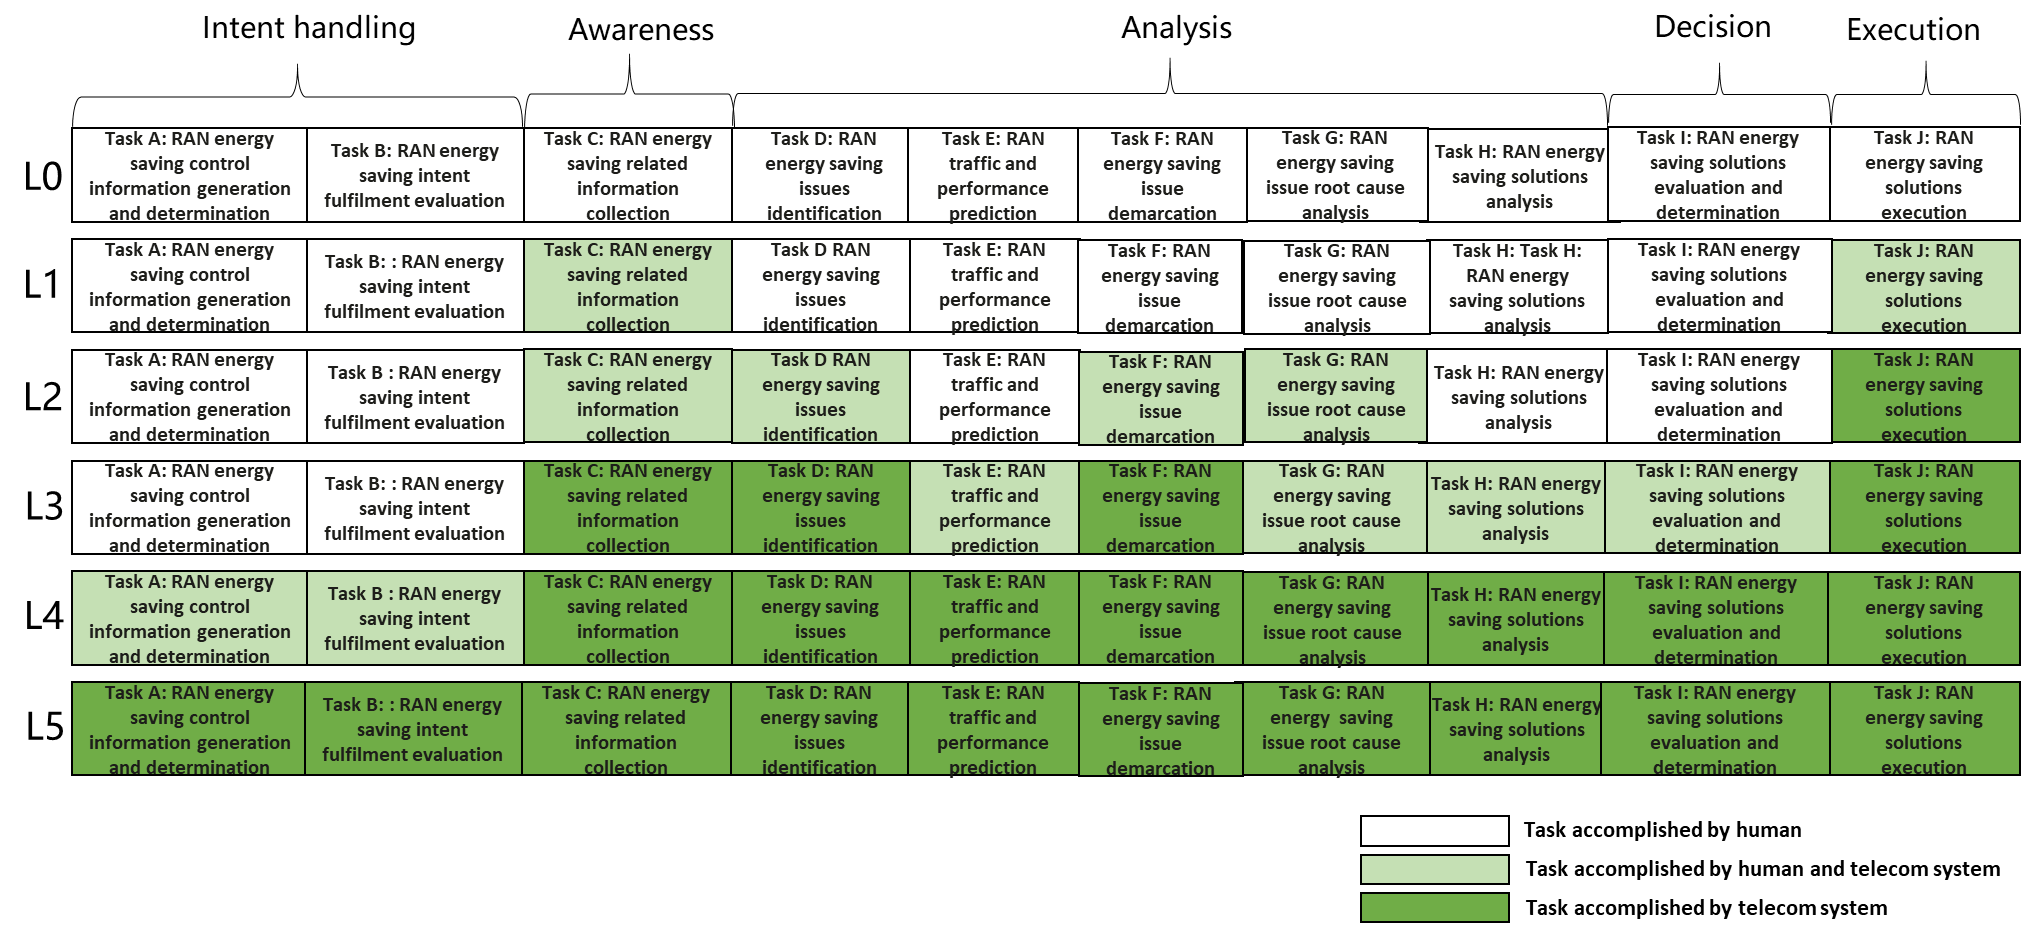 Intent handling
Awareness
Analysis
Decision
Execution
L0
Task A: RAN energy
saving control
information generation
and determination
Task B: RAN energy
saving intent
fulfilment evaluation
Task C: RAN energy
saving related
information
collection
Task D: RAN
energy saving
issues
identification
Task E: RAN
traffic and
performance
prediction
Task F: RAN
energy saving
issue
demarcation
Task G: RAN
energy saving
issue root cause
analysis
Task H: RAN energy
saving solutions
analysis
Task I: RAN energy
saving solutions
evaluation and
determination
Task J: RAN
energy saving
solutions
execution
L1
Task A: RAN energy
saving control
information generation
and determination
Task B: : RAN energy
saving intent
fulfilment evaluation
Task C: RAN energy
saving related
information
collection
Task D RAN
energy saving
issues
identification
Task E: RAN
traffic and
performance
prediction
Task F: RAN
energy saving
issue
demarcation
Task G: RAN
energy saving
issue root cause
analysis
Task H: Task H:
RAN energy
saving solutions
analysis
Task I: RAN energy
saving solutions
evaluation and
determination
Task J: RAN
energy saving
solutions
execution
L2
Task A: RAN energy
saving control
information generation
and determination
Task B : RAN energy
saving intent
fulfilment evaluation
Task C: RAN energy
saving related
information
collection
Task D RAN
energy saving
issues
identification
Task E: RAN
traffic and
performance
prediction
Task F: RAN
energy saving
issue
demarcation
Task G: RAN
energy saving
issue root cause
analysis
Task H: RAN energy
saving solutions
analysis
Task I: RAN energy
saving solutions
evaluation and
determination
Task J: RAN
energy saving
solutions
execution
L3
Task A: RAN energy
saving control
information generation
and determination
Task B: : RAN energy
saving intent
fulfilment evaluation
Task C: RAN energy
saving related
information
collection
Task D: RAN
energy saving
issues
identification
Task E: RAN
traffic and
performance
prediction
Task F: RAN
energy saving
issue
demarcation
Task G: RAN
energy saving
issue root cause
analysis
Task H: RAN energy
saving solutions
analysis
Task I: RAN energy
saving solutions
evaluation and
determination
Task J: RAN
energy saving
solutions
execution
L4
Task A: RAN energy
saving control
information generation
and determination
Task B : RAN energy
saving intent
fulfilment evaluation
Task C: RAN energy
saving related
information
collection
Task D: RAN
energy saving
issues
identification
Task E: RAN
traffic and
performance
prediction
Task F: RAN
energy saving
issue
demarcation
Task G: RAN
energy saving
issue root cause
analysis
Task H: RAN energy
saving solutions
analysis
Task I: RAN energy
saving solutions
evaluation and
determination
Task J: RAN
energy saving
solutions
execution
L5
Task A: RAN energy
saving control
information generation
and determination
Task B: : RAN energy
saving intent
fulfilment evaluation
Task C: RAN energy
saving related
information
collection
Task D: RAN
energy saving
issues
identification
Task E: RAN
traffic and
performance
prediction
Task F: RAN
energy saving
issue
demarcation
Task G: RAN
energy saving
issue root cause
analysis
Task H: RAN energy
saving solutions
analysis
Task I: RAN energy
saving solutions
evaluation and
determination
Task J: RAN
energy saving
solutions
execution
Task accomplished by human
Task accomplished by human and telecom system
Task accomplished by telecom system